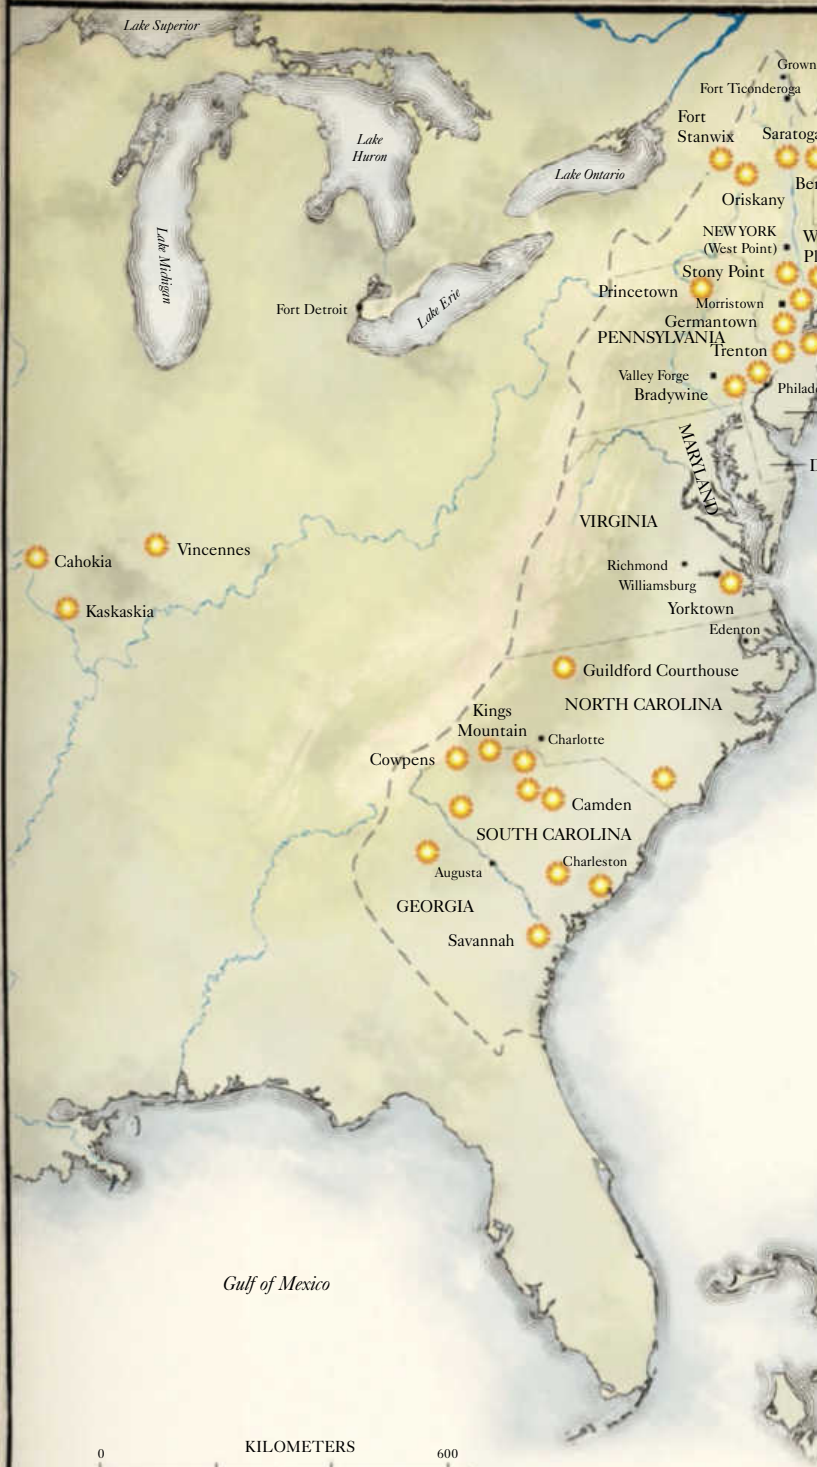 Lake Superior
Grown
Fort Ticonderoga
Fort
Stanwix
Saratoga
Lake
Huron
Lake Ontario
Oriskany
Lake Michigan
NEW YORK
(West Point)
Stony Point
Princetown
Fort Detroit
Lake Erie
Morristown
Germantown
PENNSYLVANIA
Trenton
Valley Forge
Bradywine
MARYLAND
VIRGINIA
Cahokia
Vincennes
Richmond
Williamsburg
Kaskaskia
Yorktown
Edenton
Guildford Courthouse
NORTH CAROLINA
Kings
Mountain
Charlotte
Cowpens
Camden
SOUTH CAROLINA
Charleston
Augusta
GEORGIA
Savannah
Gulf of Mexico
0
KILOMETERS
600